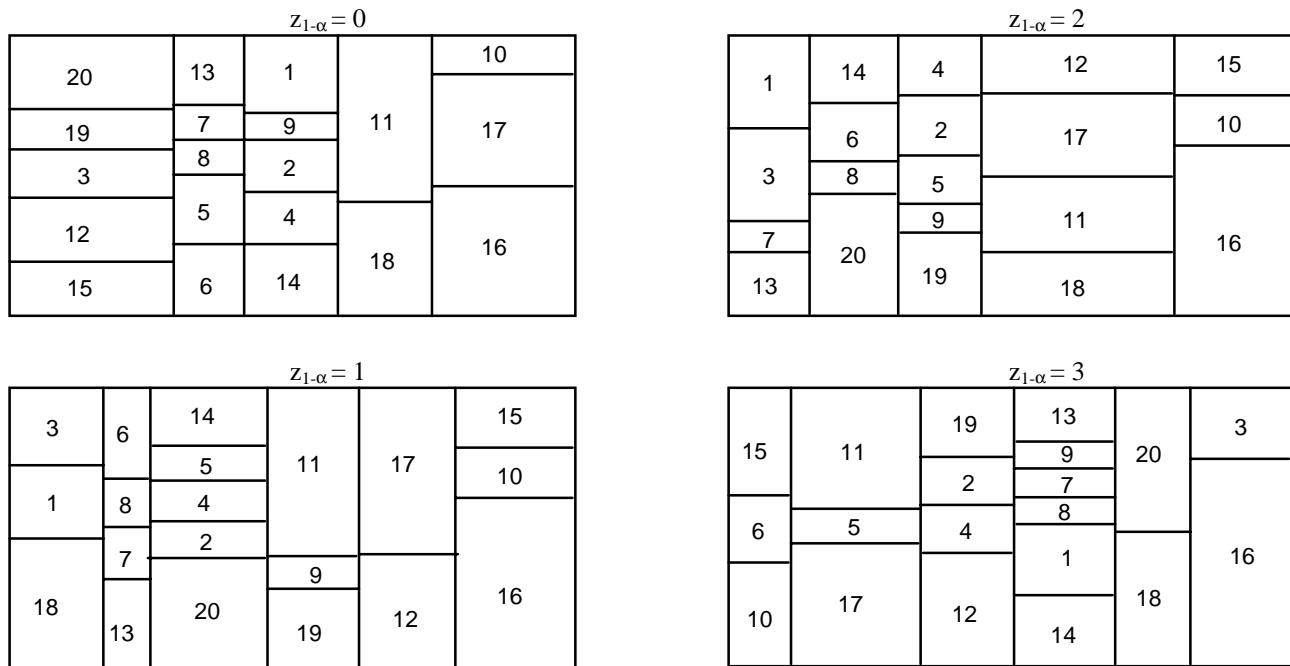 z1-α = 0
20 13 1 11 10
19 7 9 17
3 8 2
12 5 4 18 16
15 6 14
z1-α = 2
1 14 4 12 15
3 6 2 17 10
7 8 5 11 16
13 20 9 18
19
z1-α = 1
3 6 14 11 17 15
1 8 5 10
18 7 4 9 12 16
13 2 19
20
z1-α = 3
15 11 19 13 20 3
6 5 2 9 18 16
10 17 4 7
12 8
1
14